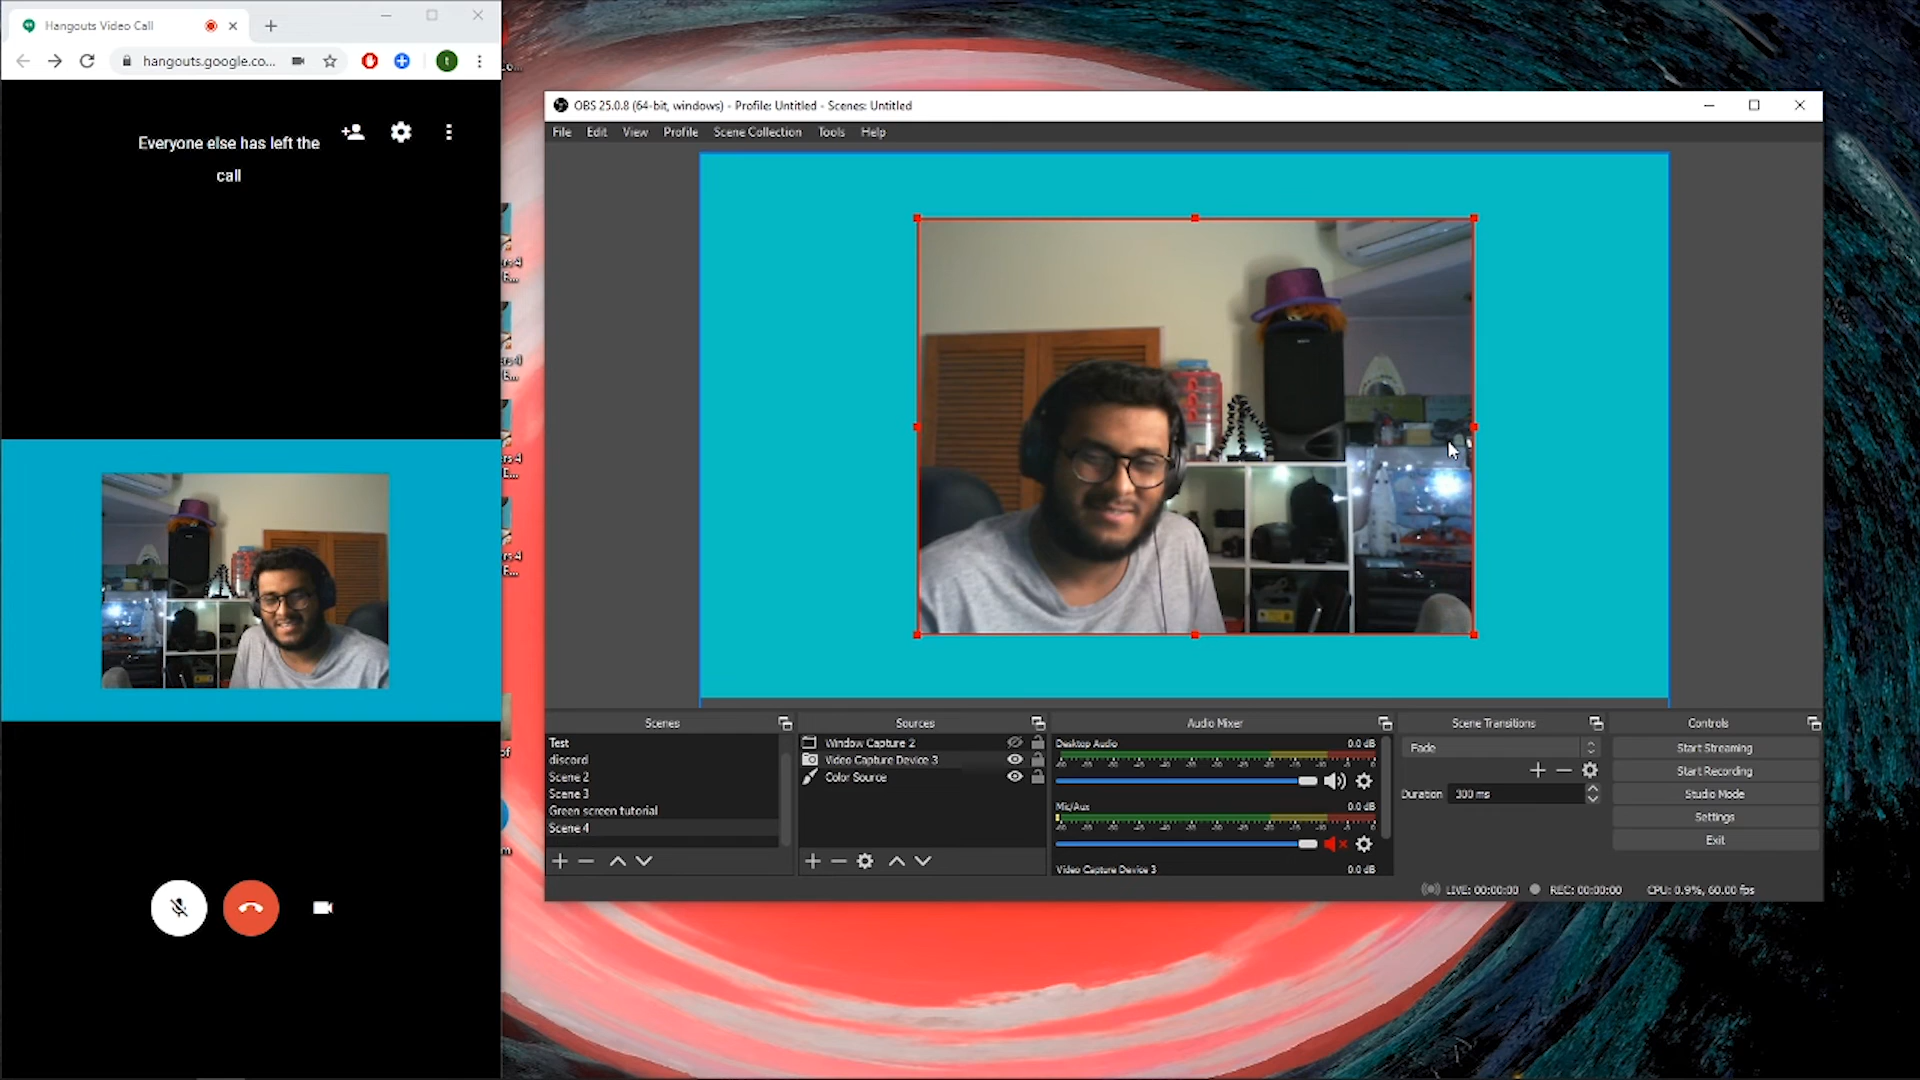 Hangouts Video Call
hangouts.google.co...
t
Everyone else has left the
call
OBS 25.0.8 (64-bit, windows) - Profile: Untitled - Scenes: Untitled
File Edit View Profile Scene Collection Tools Help
Scenes
Test
discord
Scene 2
Scene 3
Green screen tutorial
Scene 4
Sources
Window Capture 2
Video Capture Device 3
Color Source
Audio Mixer
Desktop Audio 0.0 dB
Mic/Aux 0.0 dB
Video Capture Device 3 0.0 dB
Scene Transitions
Fade
Duration 300 ms
Controls
Start Streaming
Start Recording
Studio Mode
Settings
Exit
LIVE: 00:00:00 REC: 00:00:00 CPU: 0.9%, 60.00 fps